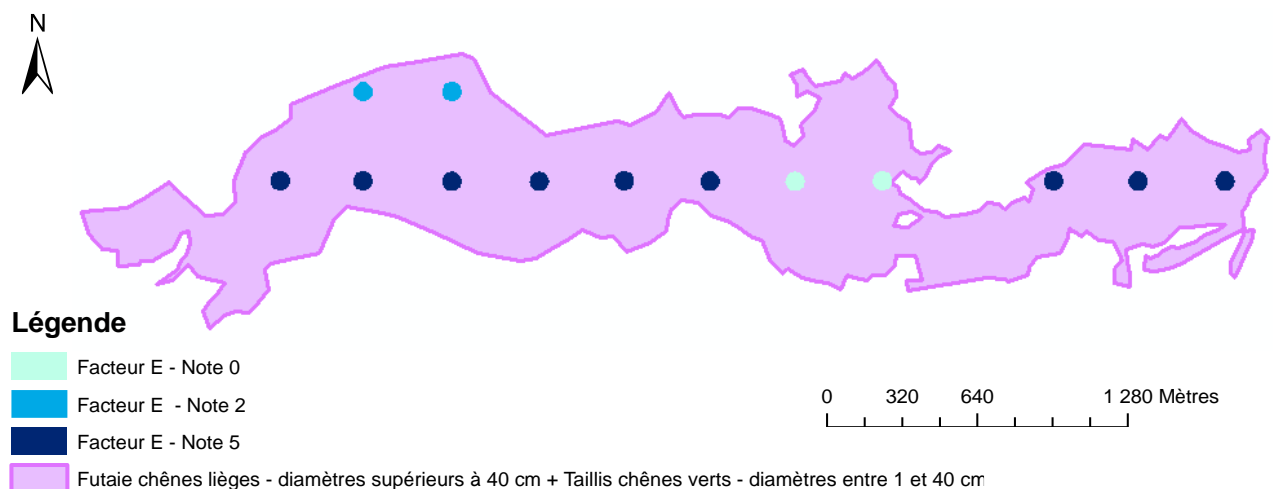 N
Légende
Facteur E - Note 0
Facteur E - Note 2
Facteur E - Note 5
Futaie chênes lièges - diamètres supérieurs à 40 cm + Taillis chênes verts - diamètres entre 1 et 40 cm
0 320 640 1 280 Mètres